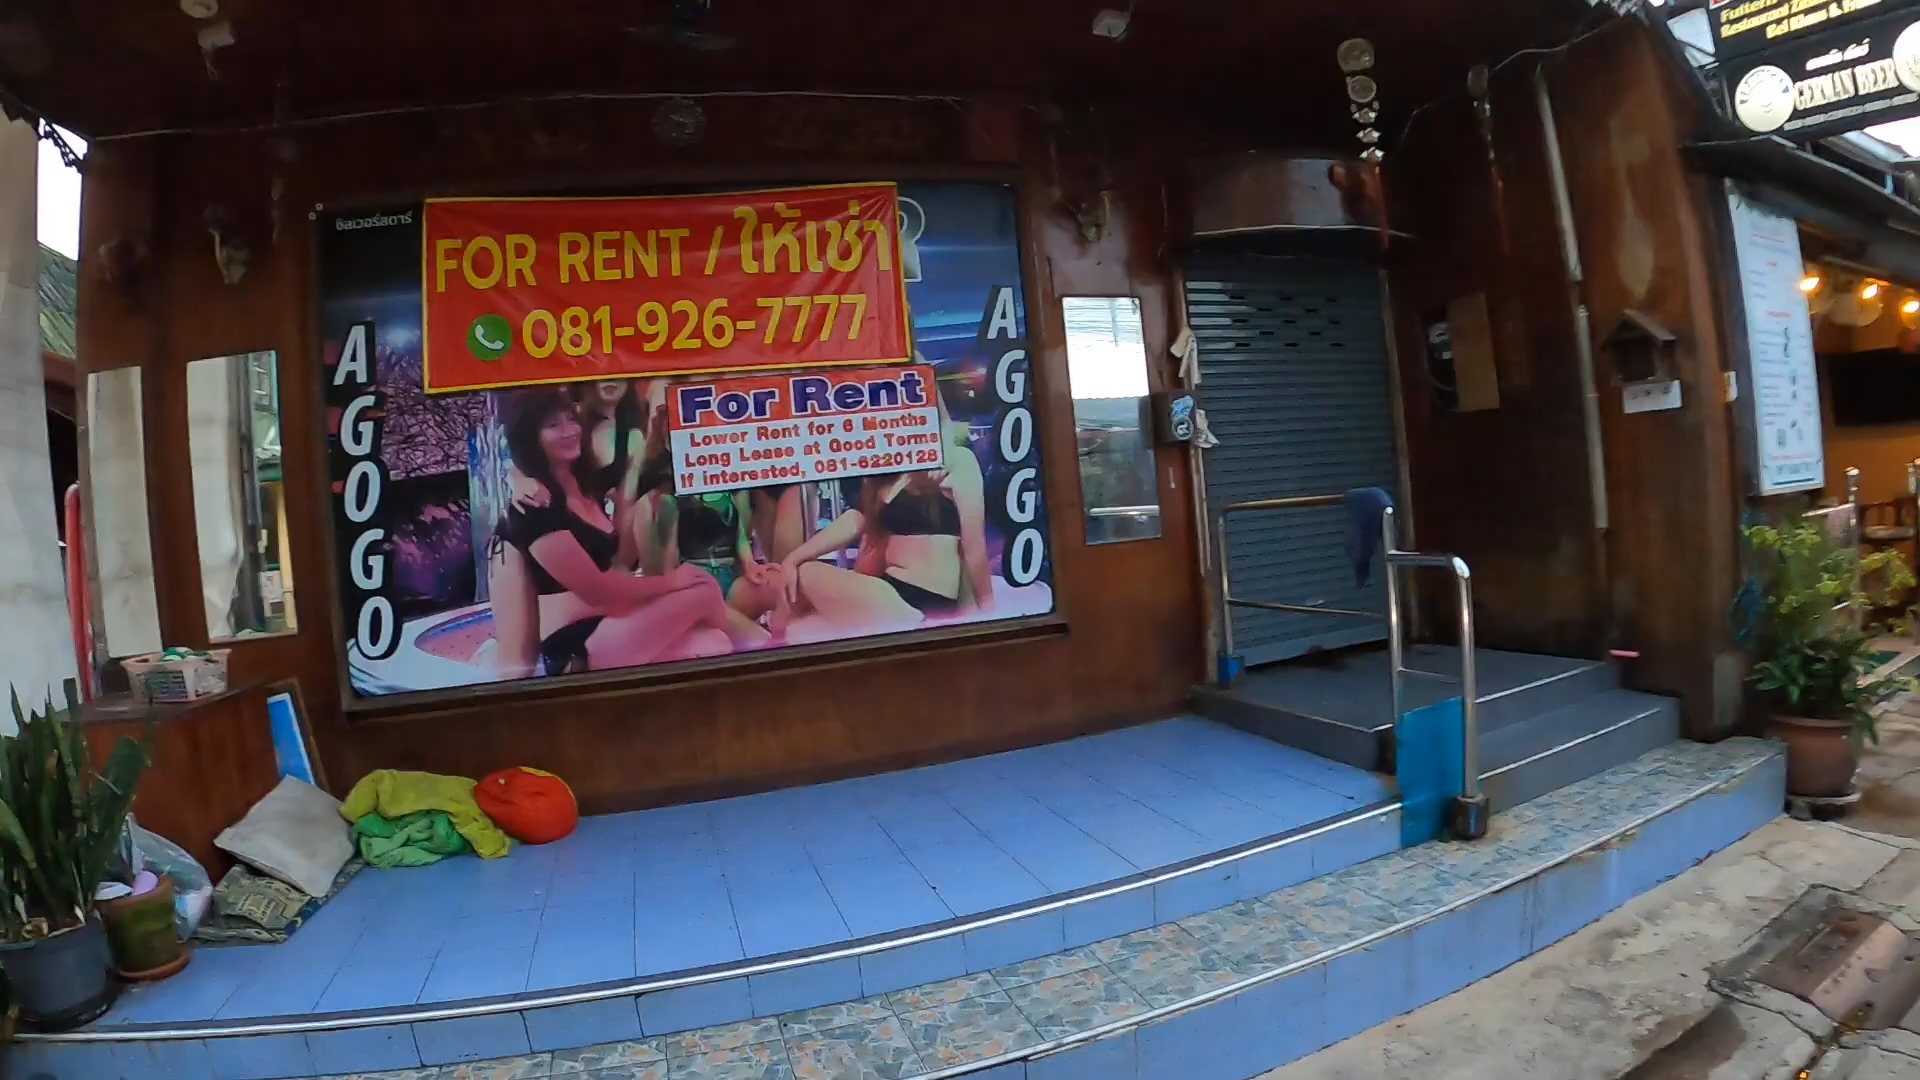 ซิลเวอร์สตาร์
FOR RENT / ให้เช่า
081-926-7777
For Rent
Lower Rent for 6 Months
Long Lease at Good Terms
If interested, 081-6220128
AGOGO
AGOGO
GERMAN BEER